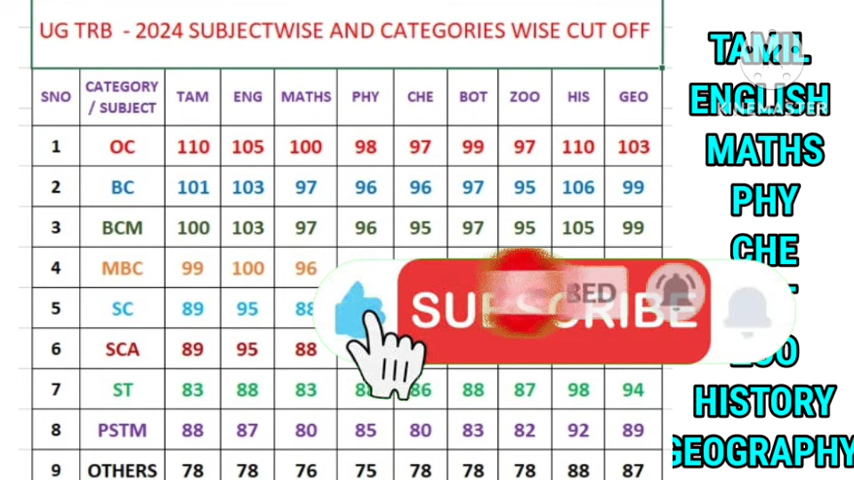 UG TRB - 2024 SUBJECTWISE AND CATEGORIES WISE CUT OFF
SNO CATEGORY / SUBJECT TAM ENG MATHS PHY CHE BOT ZOO HIS GEO
1 OC 110 105 100 98 97 99 97 110 103
2 BC 101 103 97 96 96 97 95 106 99
3 BCM 100 103 97 96 95 97 95 105 99
4 MBC 99 100 96
5 SC 89 95 88
6 SCA 89 95 88
7 ST 83 88 83 86 88 87 98 94
8 PSTM 88 87 80 85 80 83 82 92 89
9 OTHERS 78 78 76 75 78 78 78 88 87
SUBSCRIBE
BED
TAMIL
ENGLISH
KINEMASTER
MATHS
PHY
CHE
ZOO
HISTORY
GEOGRAPHY